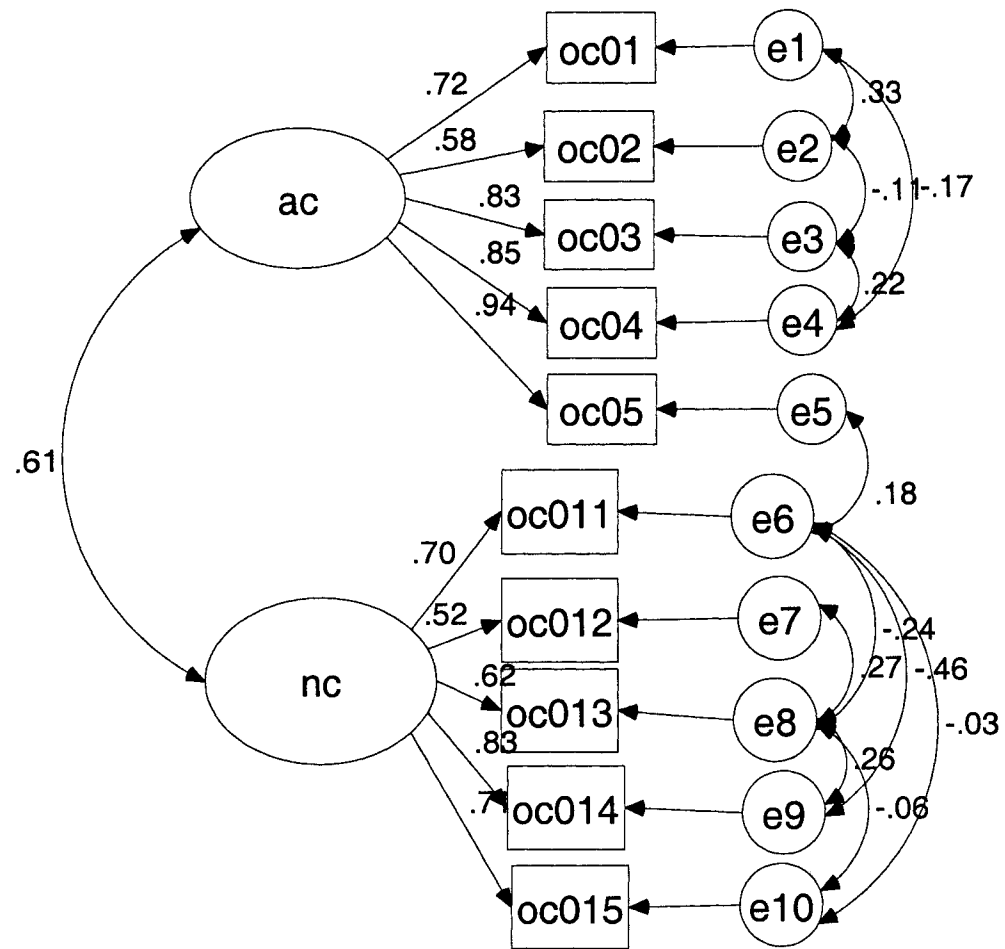 oc01
e1
.72
.33
.58
oc02
e2
ac
.83
-.11
-.17
oc03
e3
.85
.22
.94
oc04
e4
oc05
e5
.61
.18
oc011
e6
.70
.52
oc012
e7
-.24
.62
.27
-.46
nc
oc013
e8
-.03
.83
.26
oc014
e9
-.06
oc015
e10